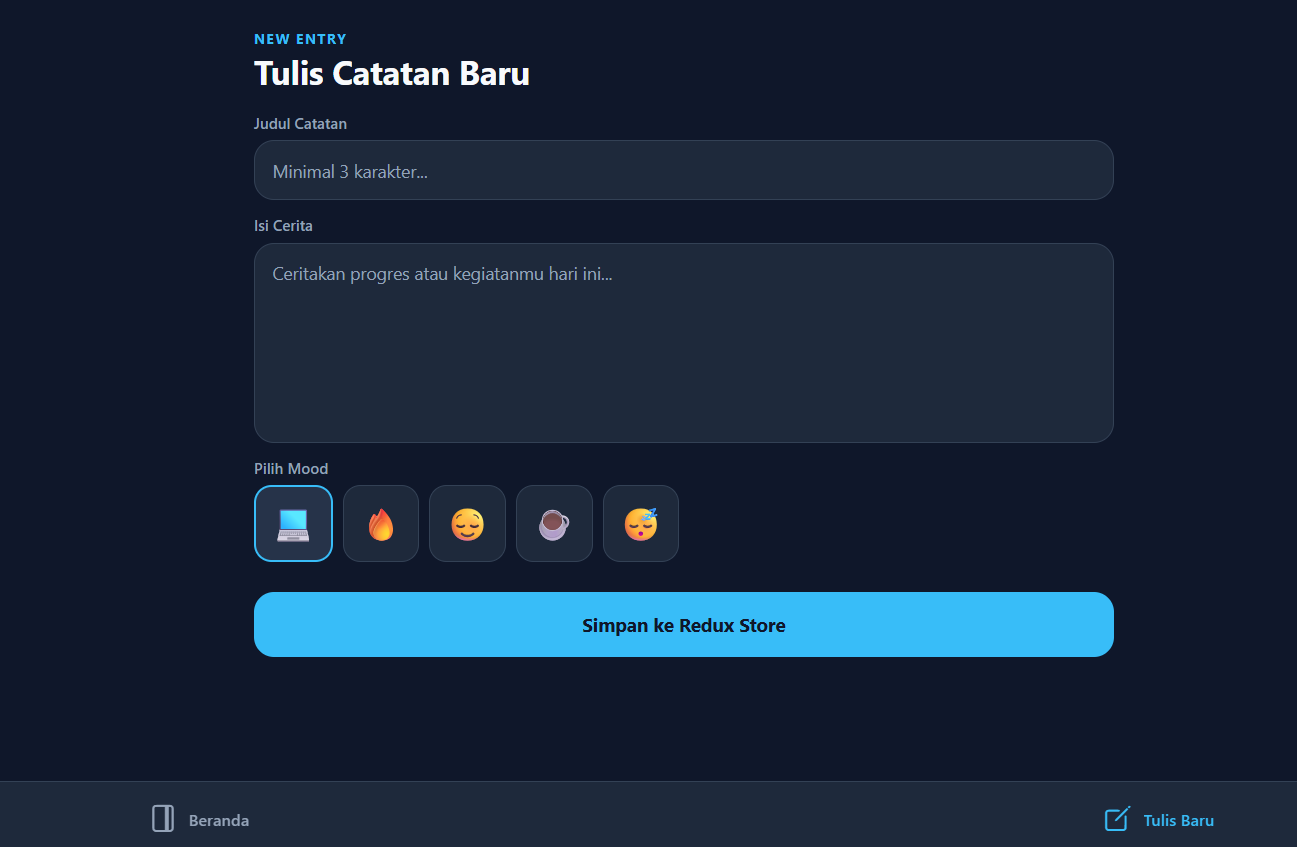 NEW ENTRY
Tulis Catatan Baru
Judul Catatan
Minimal 3 karakter...
Isi Cerita
Ceritakan progres atau kegiatanmu hari ini...
Pilih Mood
Simpan ke Redux Store
Beranda
Tulis Baru